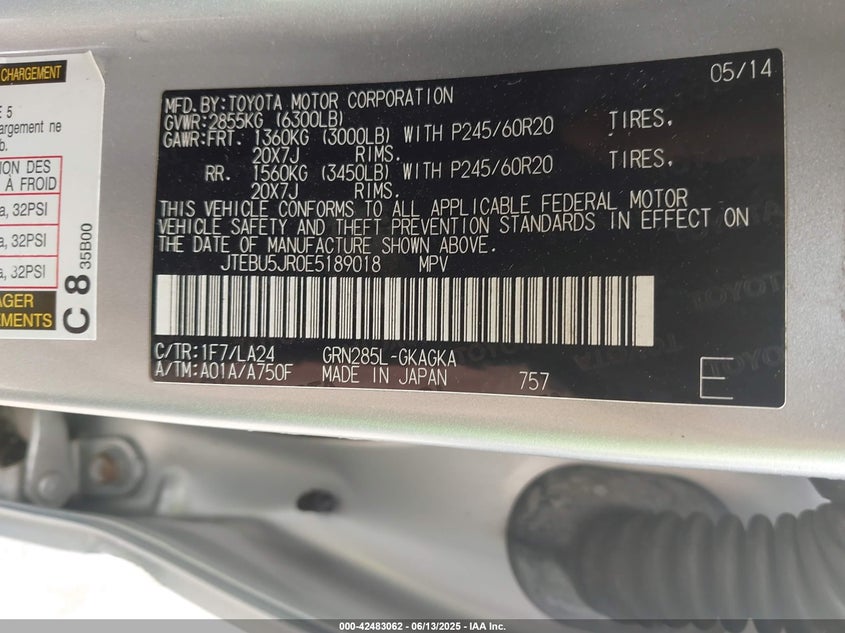 CHARGEMENT
E 5
argement ne
b.
ION DES
À FROID
a, 32PSI
a, 32PSI
a, 32PSI
AGER
EMENTS
C 8
35B00
05/14
MFD.BY:TOYOTA MOTOR CORPORATION
GVWR:2855KG (6300LB)
GAWR:FRT. 1360KG (3000LB) WITH P245/60R20 TIRES.
20X7J RIMS.
RR. 1560KG (3450LB) WITH P245/60R20 TIRES.
20X7J RIMS.
THIS VEHICLE CONFORMS TO ALL APPLICABLE FEDERAL MOTOR
VEHICLE SAFETY AND THEFT PREVENTION STANDARDS IN EFFECT ON
THE DATE OF MANUFACTURE SHOWN ABOVE.
JTEBU5JR0E5189018 MPV
C/TR:1F7/LA24 GRN285L-GKAGKA
A/TM:A01A/A750F MADE IN JAPAN 757
E
TOYOTA
000-42483062 - 06/13/2025 - IAA Inc.